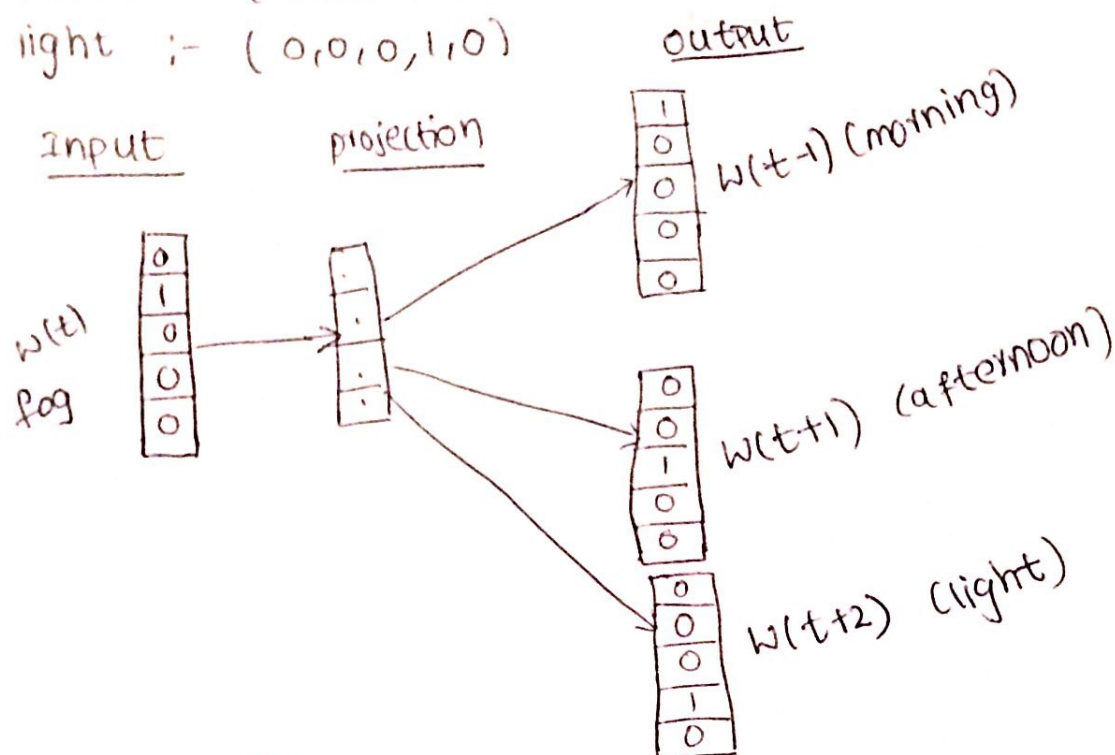 light :- (0,0,0,1,0)
Input
projection
output
w(t)
fog
0
1
0
0
0
1
0
0
0
0
w(t-1) (morning)
0
0
1
0
0
w(t+1) (afternoon)
0
0
0
1
0
w(t+2) (light)